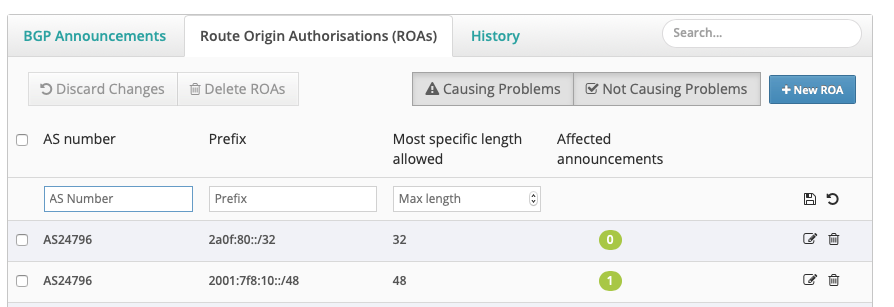 BGP Announcements Route Origin Authorisations (ROAs) History Search...
Discard Changes Delete ROAs Causing Problems Not Causing Problems + New ROA
AS number Prefix Most specific length allowed Affected announcements
AS Number Prefix Max length
AS24796 2a0f:80::/32 32 0
AS24796 2001:7f8:10::/48 48 1